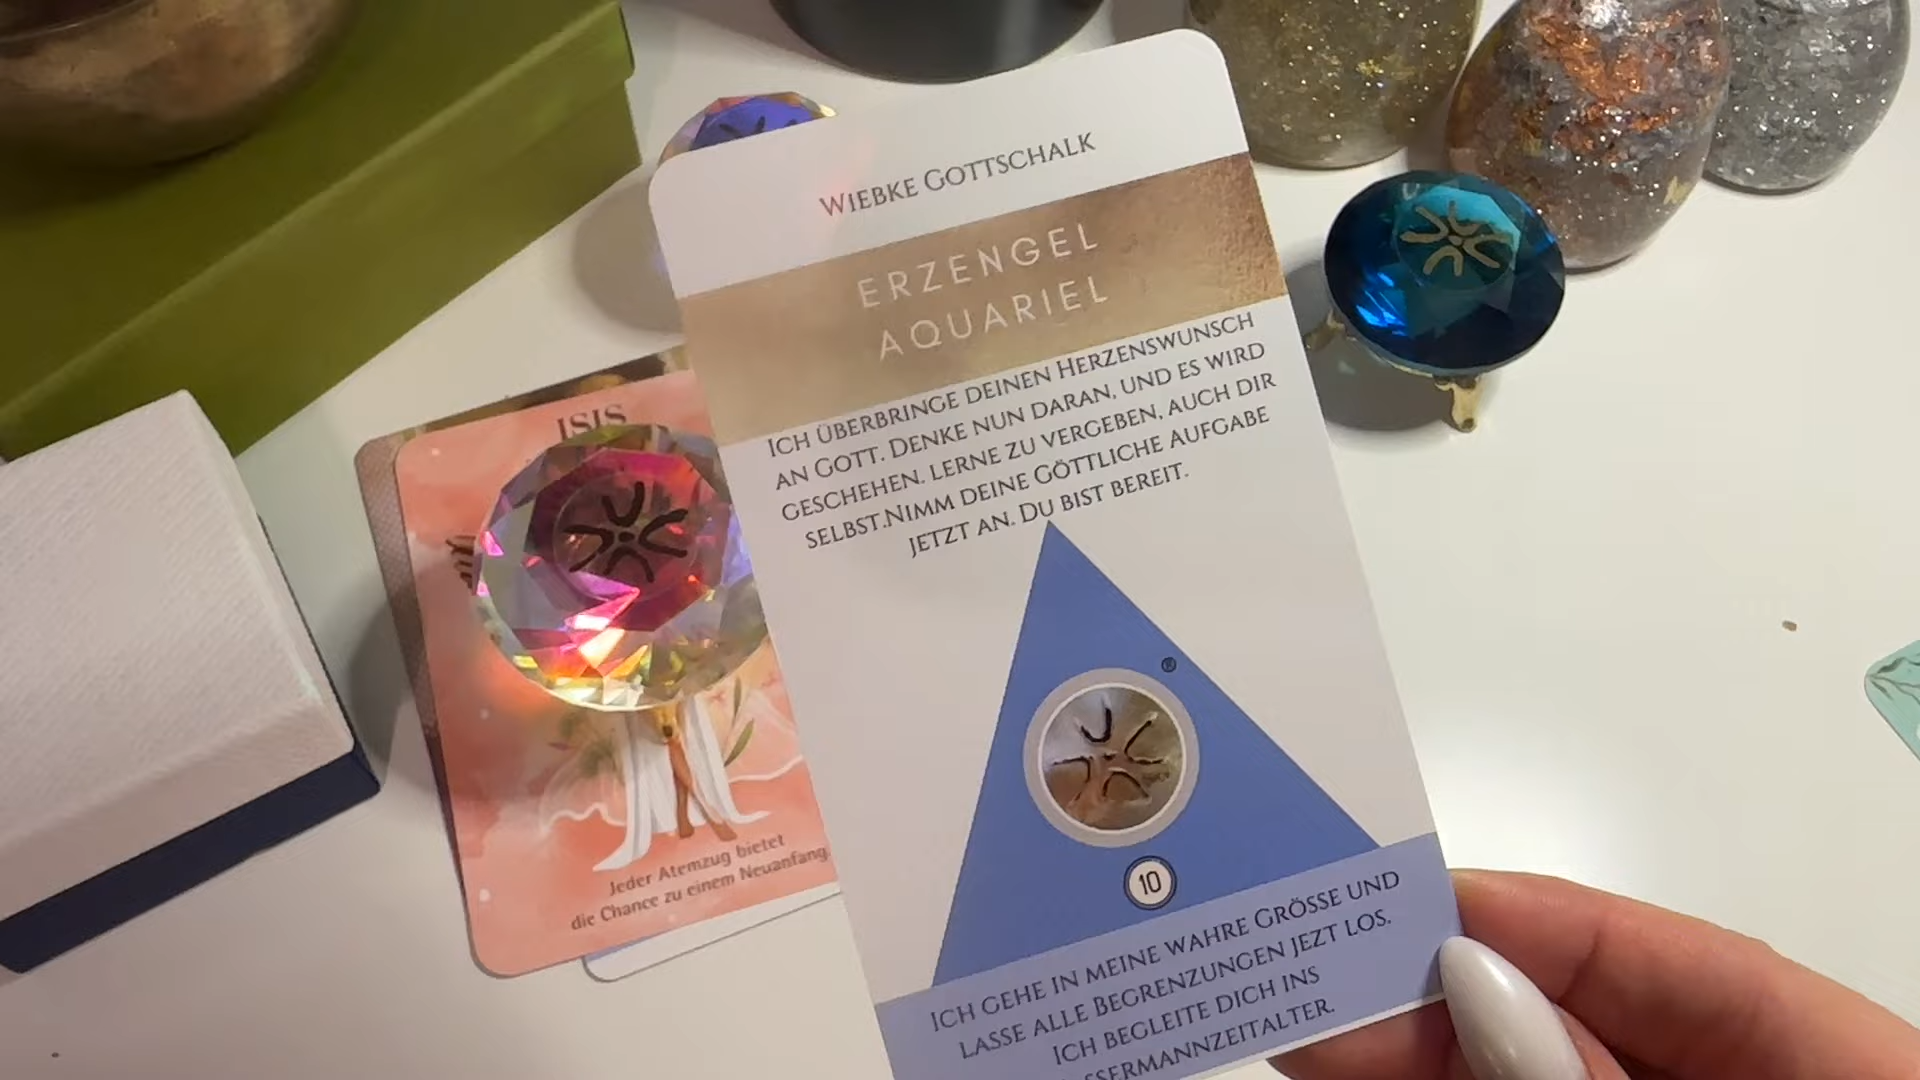 Wiebke Gottschalk
ERZENGEL
AQUARIEL
Ich überbringe deinen Herzenswunsch
an Gott. Denke nun daran, und es wird
geschehen. Lerne zu vergeben, auch dir
selbst.Nimm deine Göttliche Aufgabe
jetzt an. Du bist bereit.
®
10
Ich gehe in meine wahre Grösse und
lasse alle Begrenzungen jezt los.
Ich begleite dich ins
ssermannzeitalter.
ISIS
Jeder Atemzug bietet
die Chance zu einem Neuanfang.